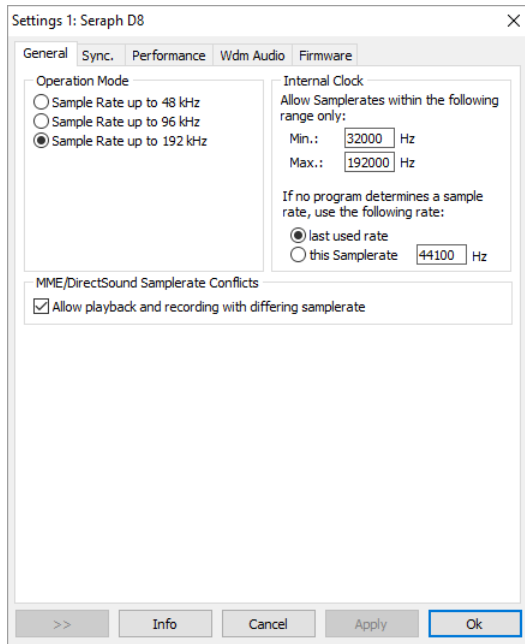 Settings 1: Seraph D8
General Sync. Performance Wdm Audio Firmware
Operation Mode
Sample Rate up to 48 kHz
Sample Rate up to 96 kHz
Sample Rate up to 192 kHz
Internal Clock
Allow Samplerates within the following
range only:
Min.: 32000 Hz
Max.: 192000 Hz
If no program determines a sample
rate, use the following rate:
last used rate
this Samplerate 44100 Hz
MME/DirectSound Samplerate Conflicts
Allow playback and recording with differing samplerate
>> Info Cancel Apply Ok